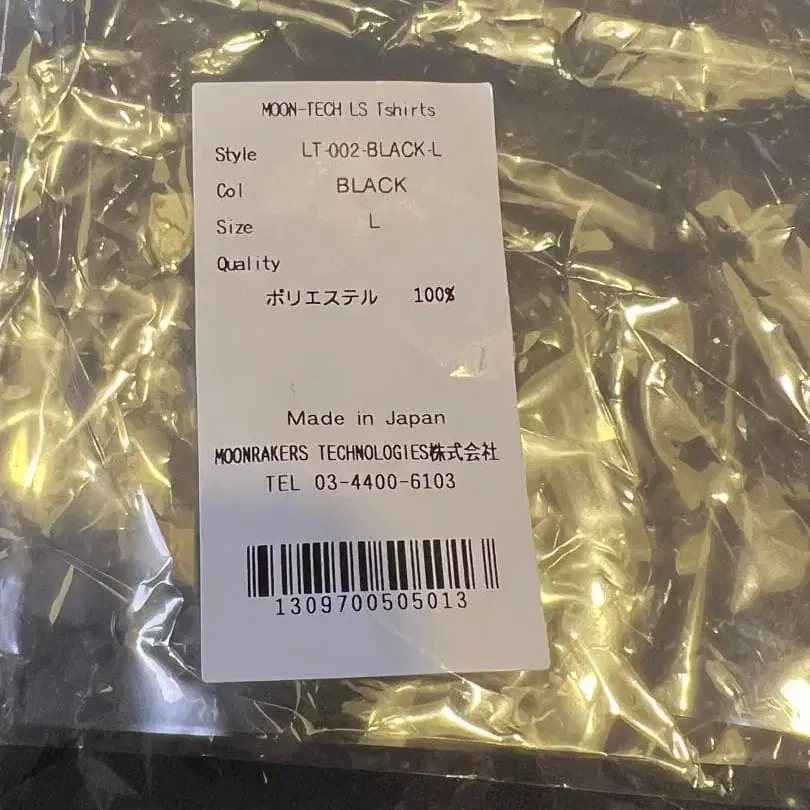 MOON-TECH LS Tshirts
Style LT-002-BLACK-L
Col BLACK
Size L
Quality
ポリエステル 100%
Made in Japan
MOONRAKERS TECHNOLOGIES株式会社
TEL 03-4400-6103
1309700505013